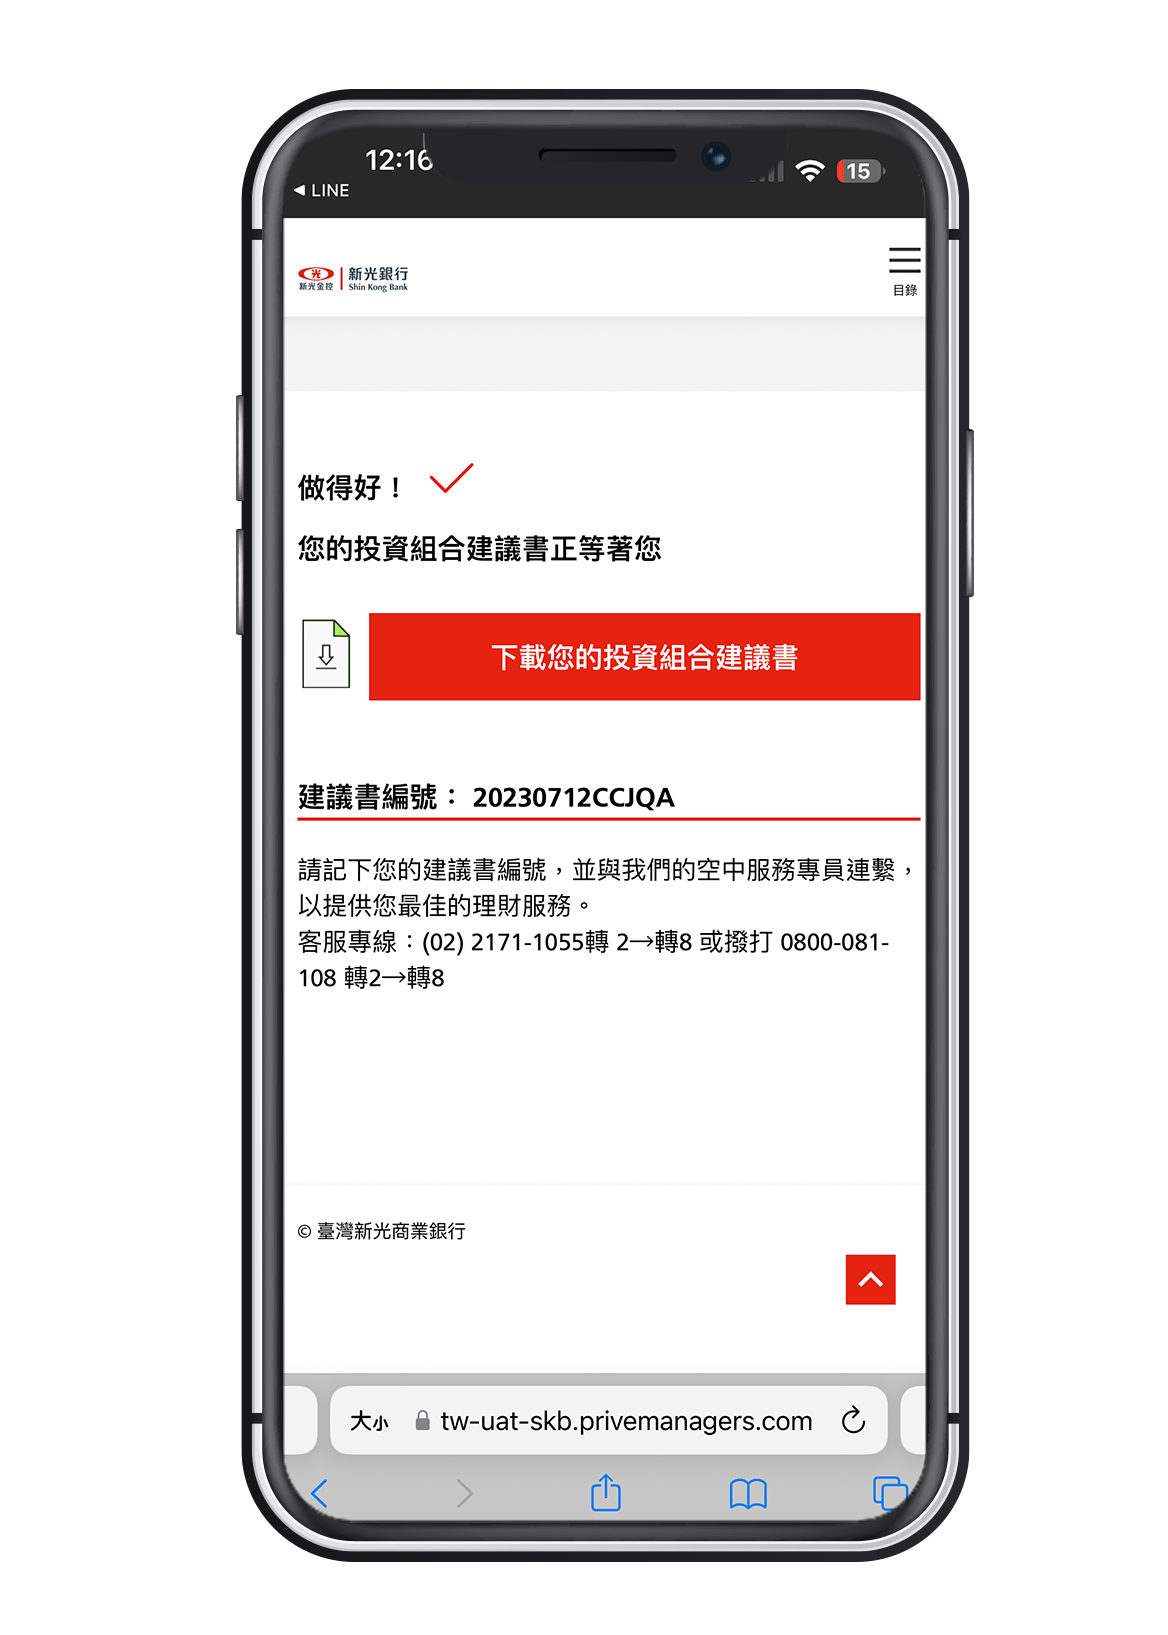 12:16
15
◀ LINE
新光金控
新光銀行
Shin Kong Bank
目錄
做得好！
您的投資組合建議書正等著您
下載您的投資組合建議書
建議書編號： 20230712CCJQA
請記下您的建議書編號，並與我們的空中服務專員連繫，
以提供您最佳的理財服務。
客服專線：(02) 2171-1055轉 2→轉8 或撥打 0800-081-
108 轉2→轉8
© 臺灣新光商業銀行
大小 tw-uat-skb.privemanagers.com